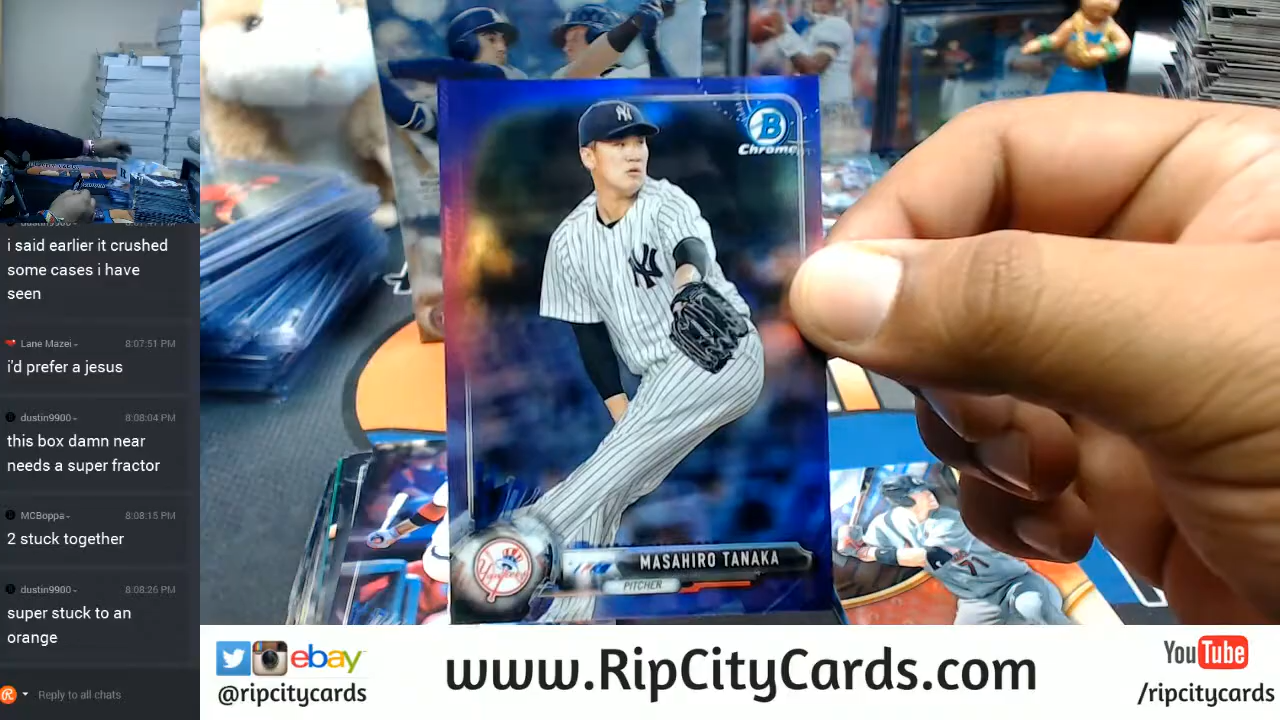 i said earlier it crushed
some cases i have
seen
Lane Mazei
8:07:51 PM
i'd prefer a jesus
dustin9900
8:08:04 PM
this box damn near
needs a super fractor
MCBoppa
8:08:15 PM
2 stuck together
dustin9900
8:08:26 PM
super stuck to an
orange
Reply to all chats
NY
B
Chrome
NY
MASAHIRO TANAKA
PITCHER
Yankees
ebay
@ripcitycards
www.RipCityCards.com
YouTube
/ripcitycards